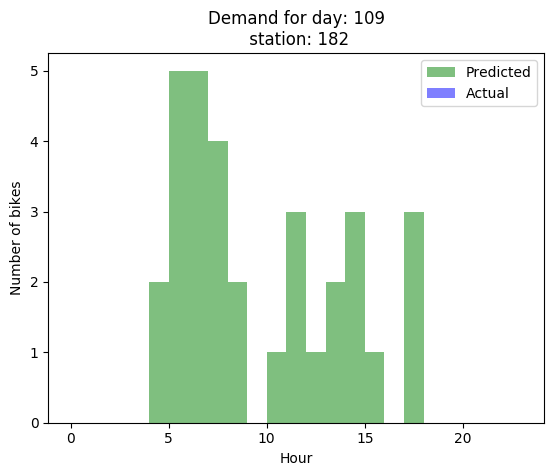 Demand for day: 109
station: 182
Predicted
Actual
5
4
3
2
1
0
Number of bikes
0 5 10 15 20
Hour